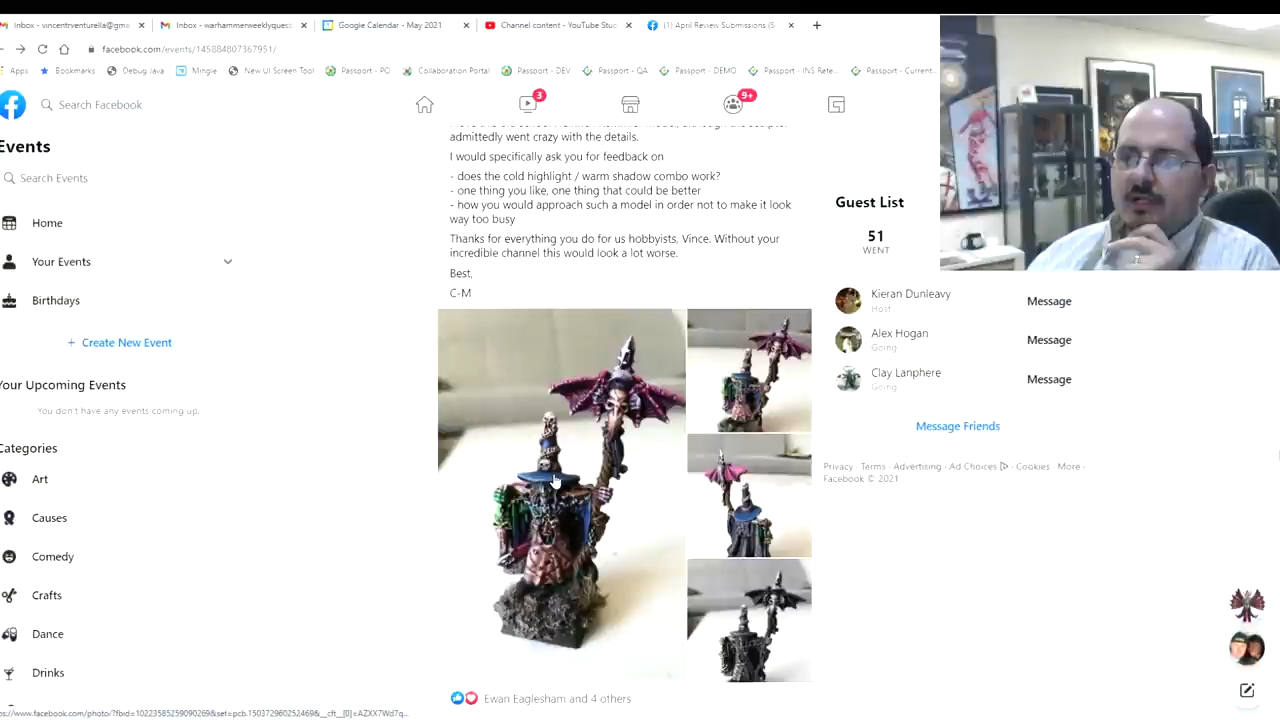 Inbox - vincentrventurella@gma
Inbox - warhammerweeklyquest
Google Calendar - May 2021
Channel content - YouTube Stu
(1) April Review Submissions (S
facebook.com/events/145884807367951/
Apps
Bookmarks
Debug Java
Mingle
New UI Screen Tool
Passport - PO
Collaboration Portal
Passport - DEV
Passport - QA
Passport - DEMO
Passport - INS Rete...
Passport - Current...
Search Facebook
3
9+
Events
Search Events
Home
Your Events
Birthdays
+ Create New Event
Your Upcoming Events
You don't have any events coming up.
Categories
Art
Causes
Comedy
Crafts
Dance
Drinks
admittedly went crazy with the details.
I would specifically ask you for feedback on
- does the cold highlight / warm shadow combo work?
- one thing you like, one thing that could be better
- how you would approach such a model in order not to make it look
way too busy
Thanks for everything you do for us hobbyists, Vince. Without your
incredible channel this would look a lot worse.
Best,
C-M
Ewan Eaglesham and 4 others
Guest List
51
WENT
Kieran Dunleavy
Host
Message
Alex Hogan
Going
Message
Clay Lanphere
Going
Message
Message Friends
Privacy · Terms · Advertising · Ad Choices · Cookies · More ·
Facebook © 2021